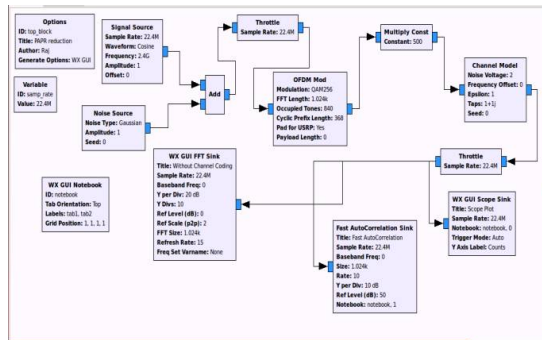 Options
ID: top_block
Title: PAPR reduction
Author: Raj
Generate Options: WX GUI
Variable
ID: samp_rate
Value: 22.4M
Signal Source
Sample Rate: 22.4M
Waveform: Cosine
Frequency: 2.4G
Amplitude: 1
Offset: 0
Noise Source
Noise Type: Gaussian
Amplitude: 1
Seed: 0
Add
Throttle
Sample Rate: 22.4M
OFDM Mod
Modulation: QAM256
FFT Length: 1.024k
Occupied Tones: 840
Cyclic Prefix Length: 368
Pad for USRP: Yes
Payload Length: 0
Multiply Const
Constant: 500
Channel Model
Noise Voltage: 2
Frequency Offset: 0
Epsilon: 1
Taps: 1+1j
Seed: 0
Throttle
Sample Rate: 22.4M
WX GUI Notebook
ID: notebook
Tab Orientation: Top
Labels: tab1, tab2
Grid Position: 1, 1, 1, 1
WX GUI FFT Sink
Title: Without Channel Coding
Sample Rate: 22.4M
Baseband Freq: 0
Y per Div: 20 dB
Y Divs: 10
Ref Level (dB): 0
Ref Scale (p2p): 2
FFT Size: 1.024k
Refresh Rate: 15
Freq Set Varname: None
Fast AutoCorrelation Sink
Title: Fast AutoCorrelation
Sample Rate: 22.4M
Baseband Freq: 0
Size: 1.024k
Rate: 10
Y per Div: 10 dB
Ref Level (dB): 50
Notebook: notebook, 1
WX GUI Scope Sink
Title: Scope Plot
Sample Rate: 22.4M
Notebook: notebook, 0
Trigger Mode: Auto
Y Axis Label: Counts